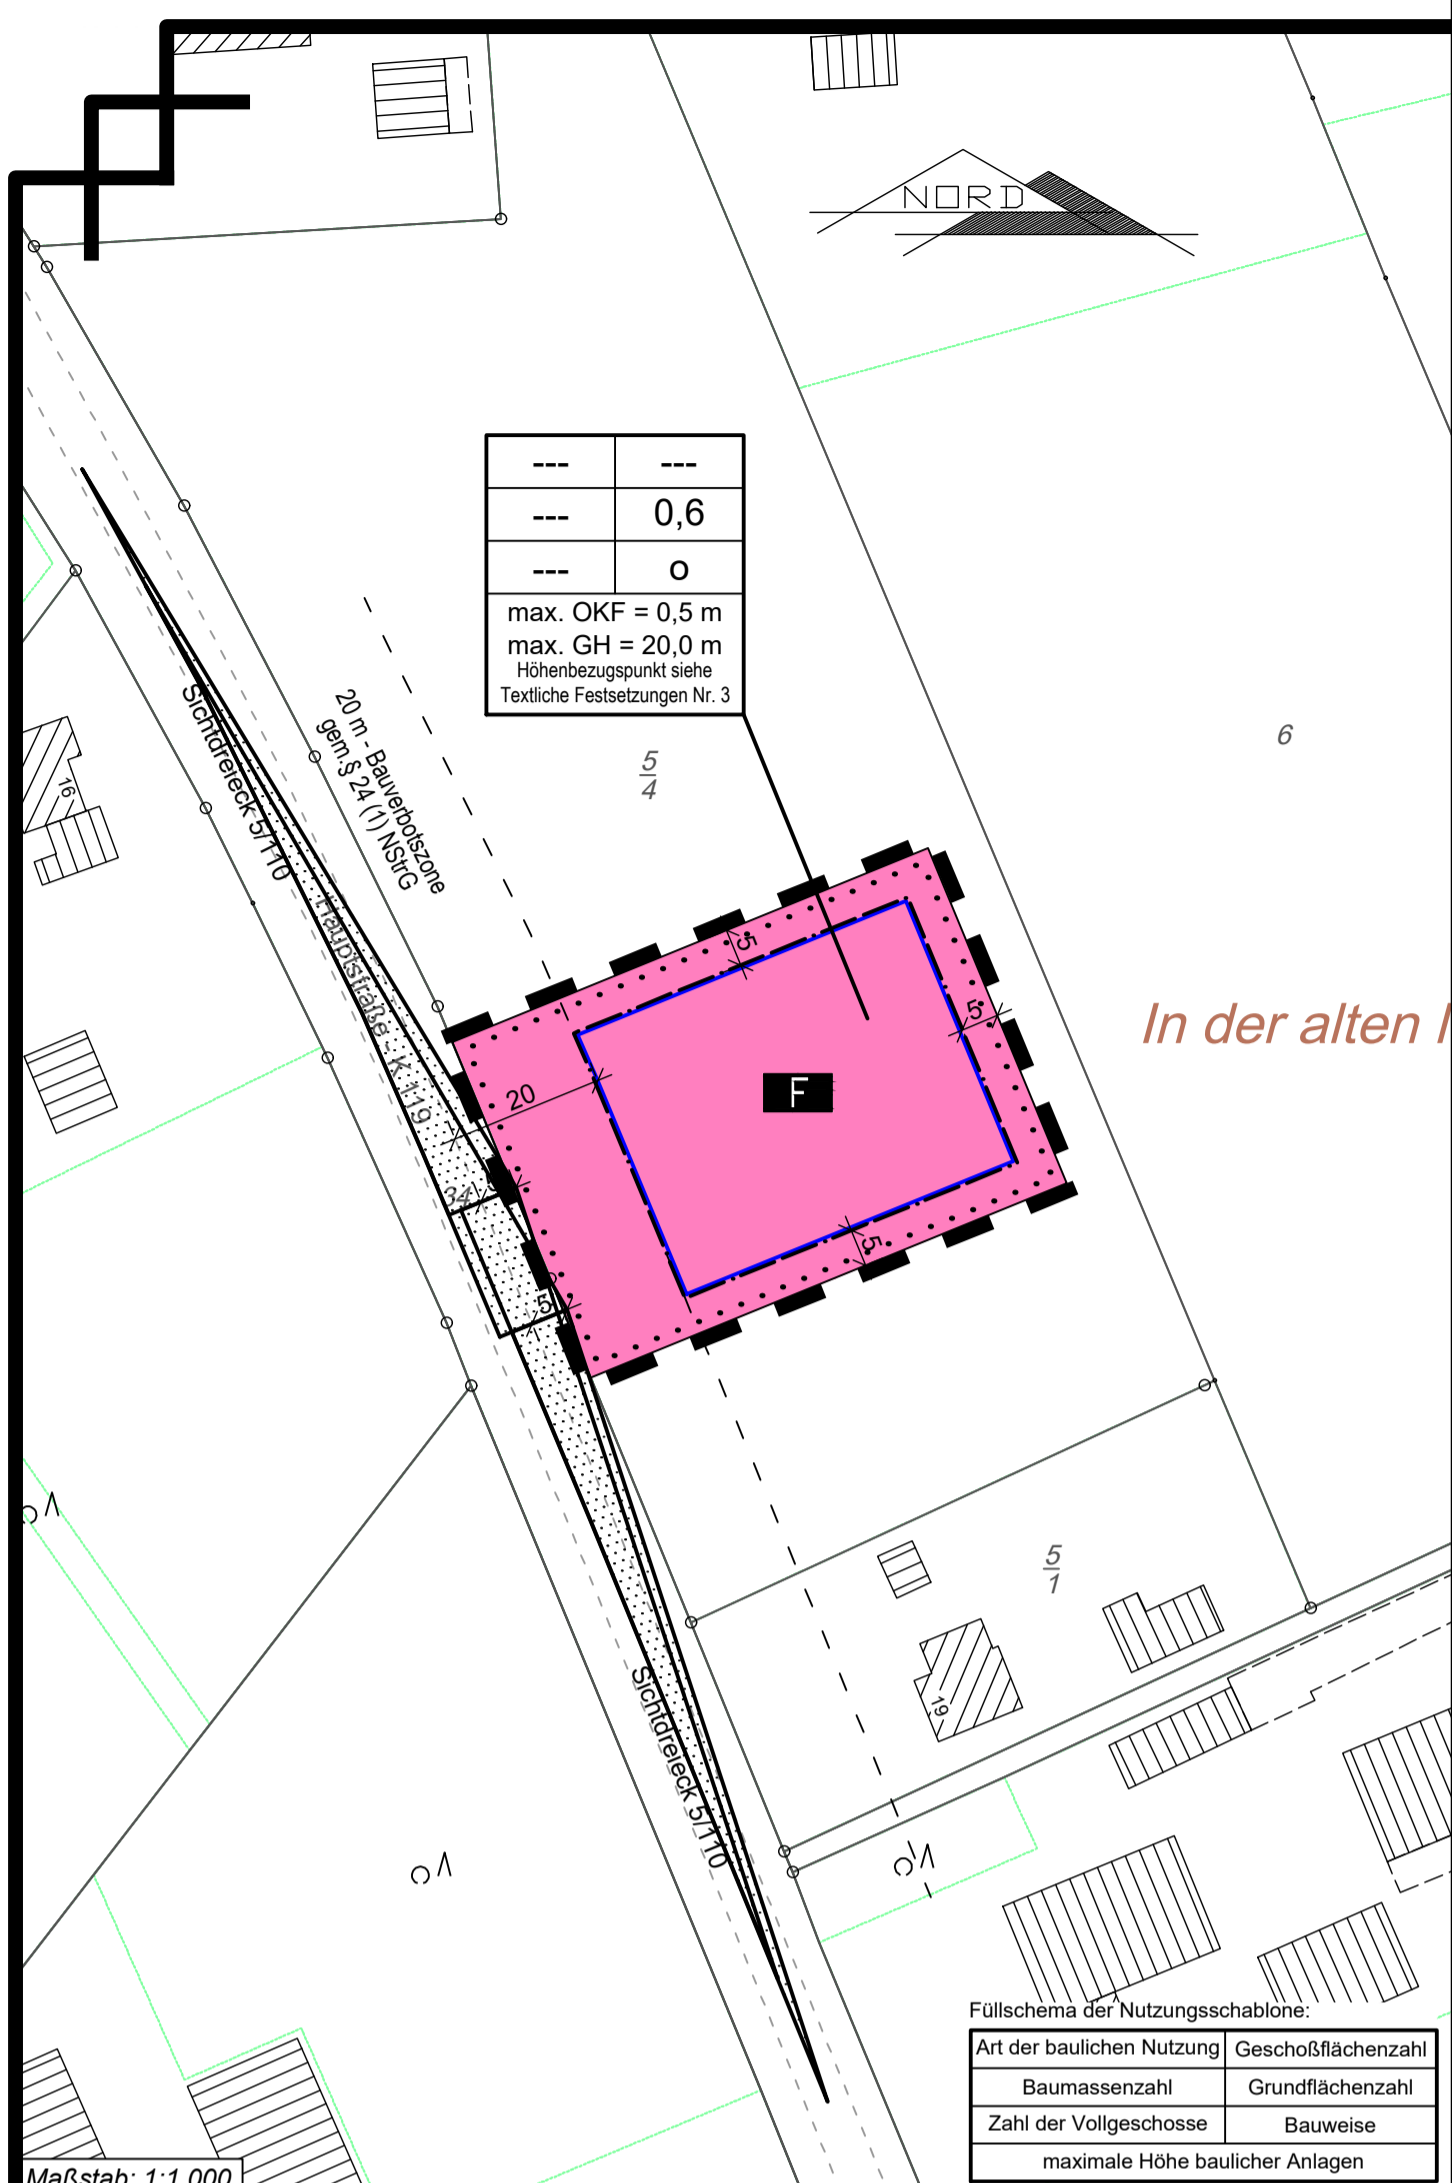 NORD
--- ---
--- 0,6
--- o
max. OKF = 0,5 m
max. GH = 20,0 m
Höhenbezugspunkt siehe
Textliche Festsetzungen Nr. 3
20 m - Bauverbotszone
gem.§ 24 (1) NStrG
Sichtdreieck 5/110
16
5
4
6
Hauptstraße - K 119
5
5
In der alten
20
F
34
5
5
5
5
1
19
Sichtdreieck 5/110
Füllschema der Nutzungsschablone:
Art der baulichen Nutzung Geschoßflächenzahl
Baumassenzahl Grundflächenzahl
Zahl der Vollgeschosse Bauweise
maximale Höhe baulicher Anlagen
Maßstab: 1:1.000